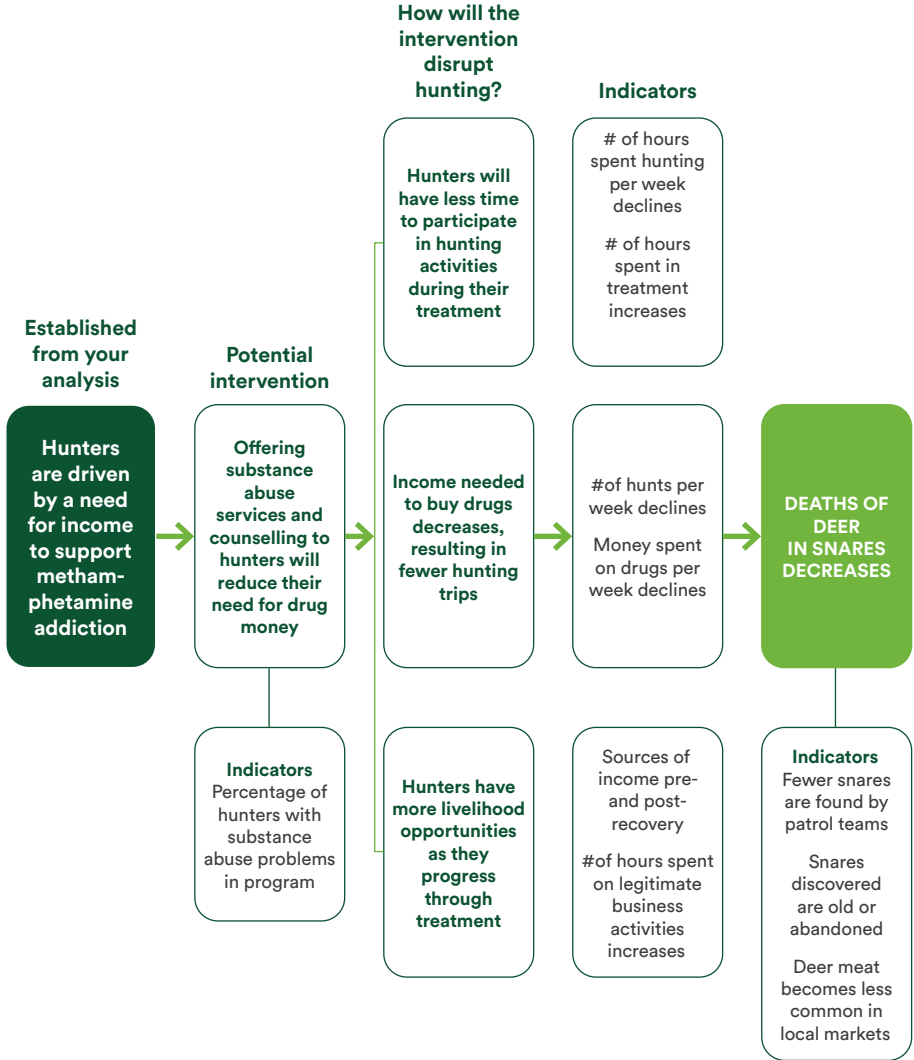 How will the
intervention
disrupt
hunting?
Indicators
Hunters will
have less time
to participate
in hunting
activities
during their
treatment
# of hours
spent hunting
per week
declines
# of hours
spent in
treatment
increases
Established
from your
analysis
Potential
intervention
Hunters
are driven
by a need
for income
to support
metham-
phetamine
addiction
Offering
substance
abuse
services and
counselling to
hunters will
reduce their
need for drug
money
Income needed
to buy drugs
decreases,
resulting in
fewer hunting
trips
#of hunts per
week declines
Money spent
on drugs per
week declines
DEATHS OF
DEER
IN SNARES
DECREASES
Indicators
Percentage of
hunters with
substance
abuse problems
in program
Hunters have
more livelihood
opportunities
as they
progress
through
treatment
Sources of
income pre-
and post-
recovery
#of hours spent
on legitimate
business
activities
increases
Indicators
Fewer snares
are found by
patrol teams
Snares
discovered
are old or
abandoned
Deer meat
becomes less
common in
local markets